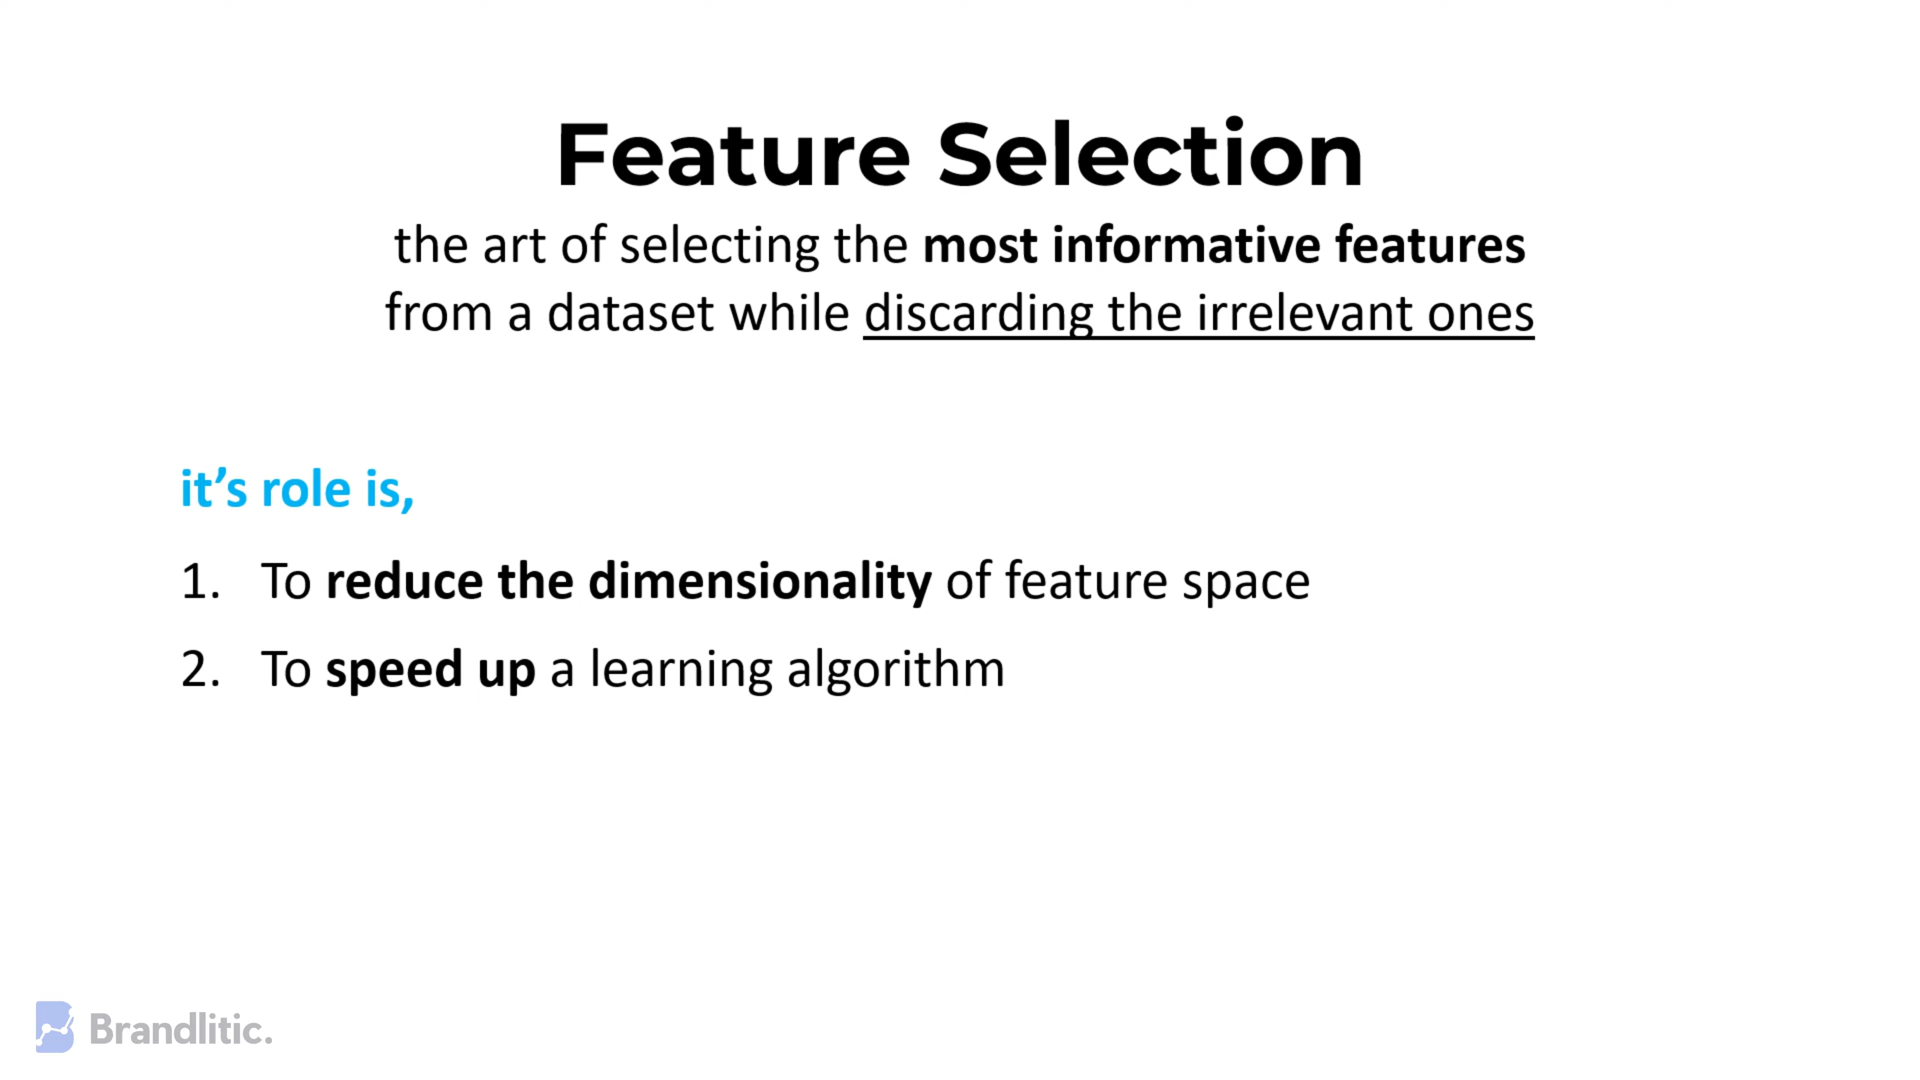 Feature Selection
the art of selecting the most informative features
from a dataset while discarding the irrelevant ones
it’s role is,
1. To reduce the dimensionality of feature space
2. To speed up a learning algorithm
Brandlitic.